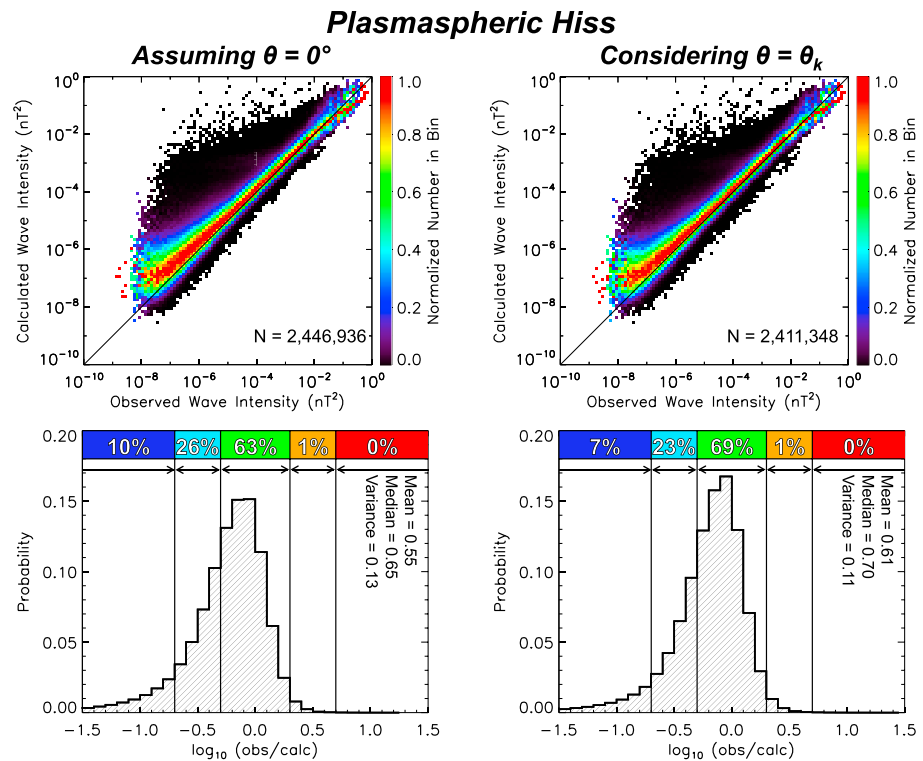 Plasmaspheric Hiss
Assuming θ = 0°
Considering θ = θk
Calculated Wave Intensity (nT²)
10⁰
10⁻²
10⁻⁴
10⁻⁶
10⁻⁸
10⁻¹⁰
N = 2,446,936
10⁻¹⁰ 10⁻⁸ 10⁻⁶ 10⁻⁴ 10⁻² 10⁰
Observed Wave Intensity (nT²)
1.0
0.8
0.6
0.4
0.2
0.0
Normalized Number in Bin
Calculated Wave Intensity (nT²)
10⁰
10⁻²
10⁻⁴
10⁻⁶
10⁻⁸
10⁻¹⁰
N = 2,411,348
10⁻¹⁰ 10⁻⁸ 10⁻⁶ 10⁻⁴ 10⁻² 10⁰
Observed Wave Intensity (nT²)
1.0
0.8
0.6
0.4
0.2
0.0
Normalized Number in Bin
Probability
0.20
0.15
0.10
0.05
0.00
10% 26% 63% 1% 0%
Mean = 0.55
Median = 0.65
Variance = 0.13
-1.5 -1.0 -0.5 0.0 0.5 1.0 1.5
log₁₀ (obs/calc)
Probability
0.20
0.15
0.10
0.05
0.00
7% 23% 69% 1% 0%
Mean = 0.61
Median = 0.70
Variance = 0.11
-1.5 -1.0 -0.5 0.0 0.5 1.0 1.5
log₁₀ (obs/calc)